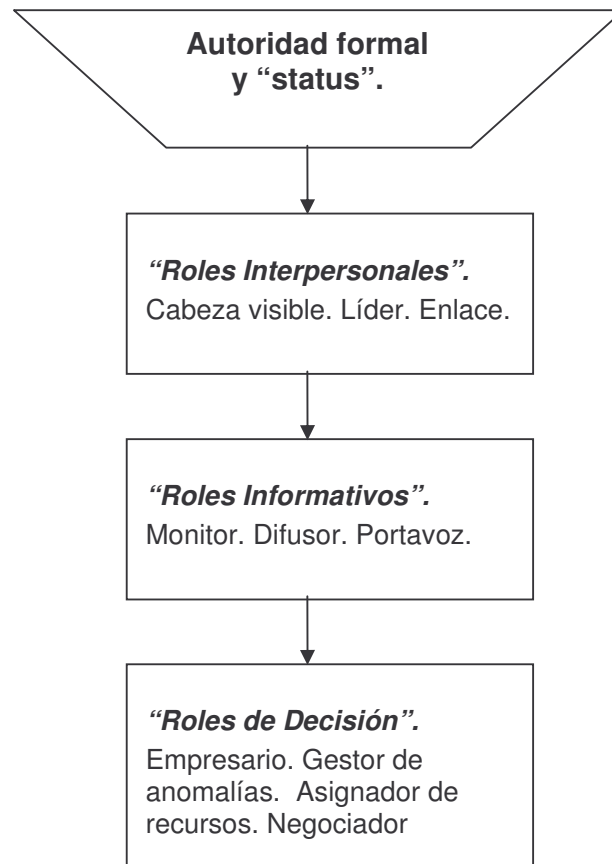 Autoridad formal
y “status”.
“Roles Interpersonales”.
Cabeza visible. Líder. Enlace.
“Roles Informativos”.
Monitor. Difusor. Portavoz.
“Roles de Decisión”.
Empresario. Gestor de
anomalías.  Asignador de
recursos. Negociador